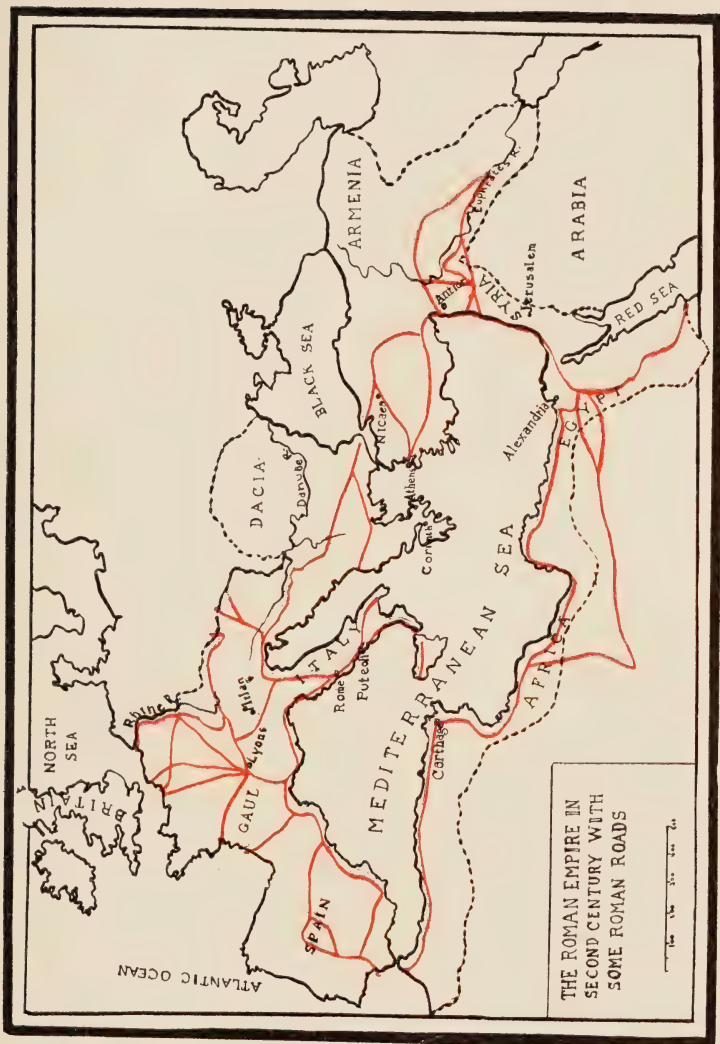 THE ROMAN EMPIRE IN
SECOND CENTURY WITH
SOME ROMAN ROADS
ATLANTIC OCEAN
NORTH
SEA
BRITAIN
Rhine R.
GAUL
Lyons
Milan
SPAIN
ITALY
Rome
Puteoli
MEDITERRANEAN SEA
Carthage
AFRICA
DACIA
Danube R.
BLACK SEA
Nicaea
Athens
Corinth
ARMENIA
Euphrates R.
Antioch
SYRIA
Jerusalem
ARABIA
RED SEA
Alexandria
EGYPT